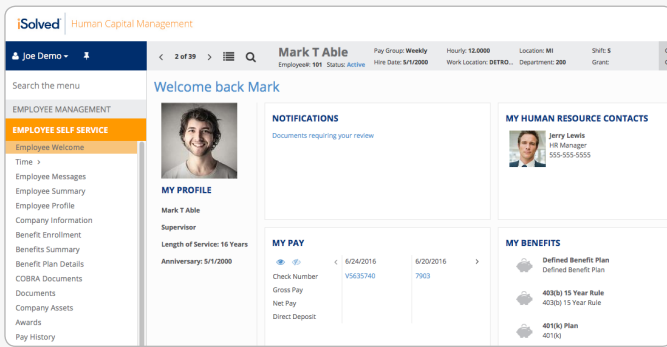 iSolved Human Capital Management
Joe Demo
2 of 39
Mark T Able
Employee#: 101 Status: Active
Pay Group: Weekly
Hire Date: 5/1/2000
Hourly: 12.0000
Work Location: DETRO...
Location: MI
Department: 200
Shift: 5
Grant:
Search the menu
EMPLOYEE MANAGEMENT
EMPLOYEE SELF SERVICE
Employee Welcome
Time
Employee Messages
Employee Summary
Employee Profile
Company Information
Benefit Enrollment
Benefits Summary
Benefit Plan Details
COBRA Documents
Documents
Company Assets
Awards
Pay History
Welcome back Mark
MY PROFILE
Mark T Able
Supervisor
Length of Service: 16 Years
Anniversary: 5/1/2000
NOTIFICATIONS
Documents requiring your review
MY HUMAN RESOURCE CONTACTS
Jerry Lewis
HR Manager
555-555-5555
MY PAY
6/24/2016 6/20/2016
Check Number V5635740 7903
Gross Pay
Net Pay
Direct Deposit
MY BENEFITS
Defined Benefit Plan
Defined Benefit Plan
403(b) 15 Year Rule
403(b) 15 Year Rule
401(k) Plan
401(k)